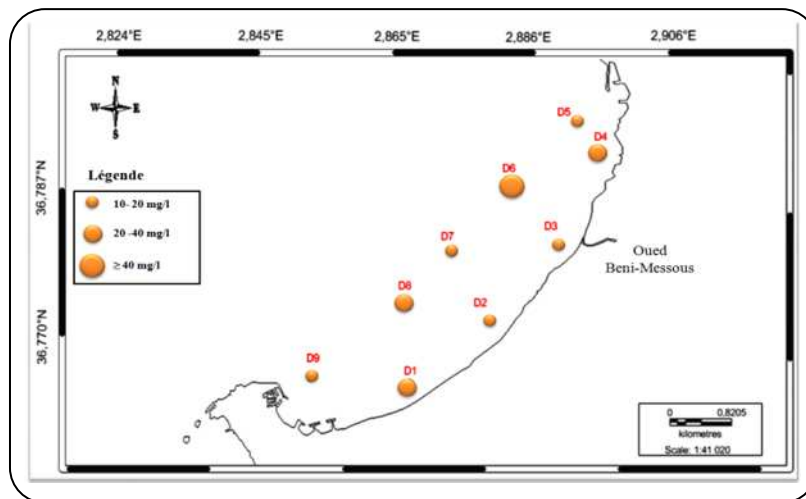 2,824°E 2,845°E 2,865°E 2,886°E 2,906°E
N
W E
S
D5
D4
D6
36,787°N
Légende
10- 20 mg/l
20 -40 mg/l
≥ 40 mg/l
D7
D3
Oued
Beni-Messous
D8
D2
36,770°N
D9
D1
0 0,8205
kilometres
Scale: 1:41 020